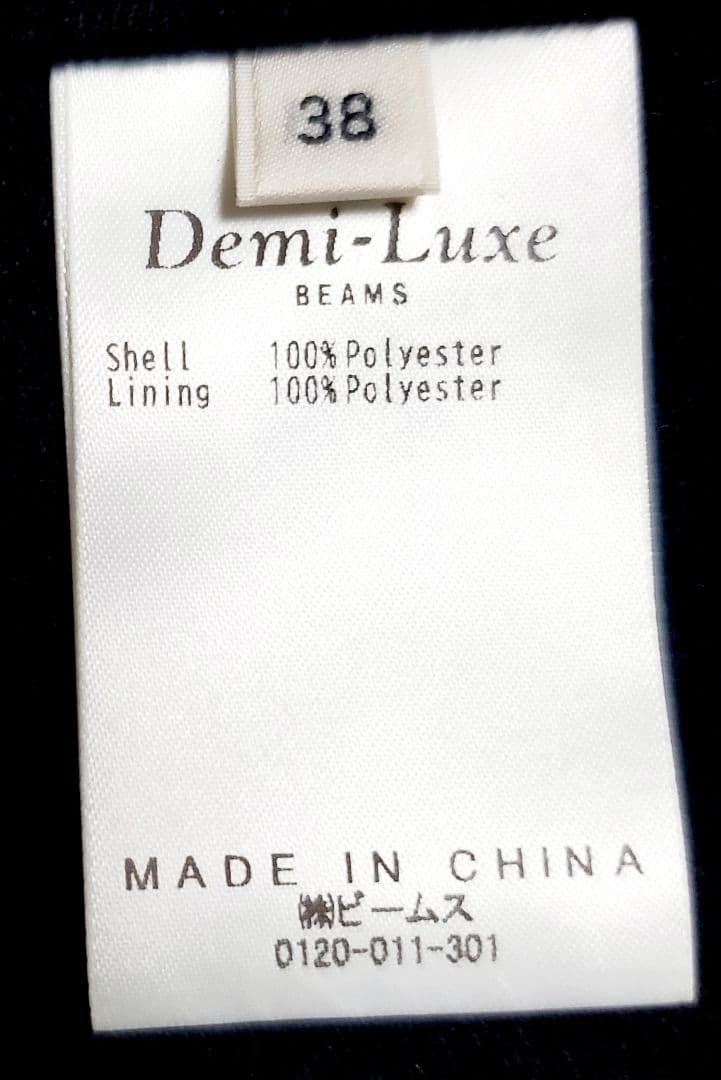 38
Demi-Luxe
BEAMS
Shell 100% Polyester
Lining 100% Polyester
MADE IN CHINA
㈱ビームス
0120-011-301